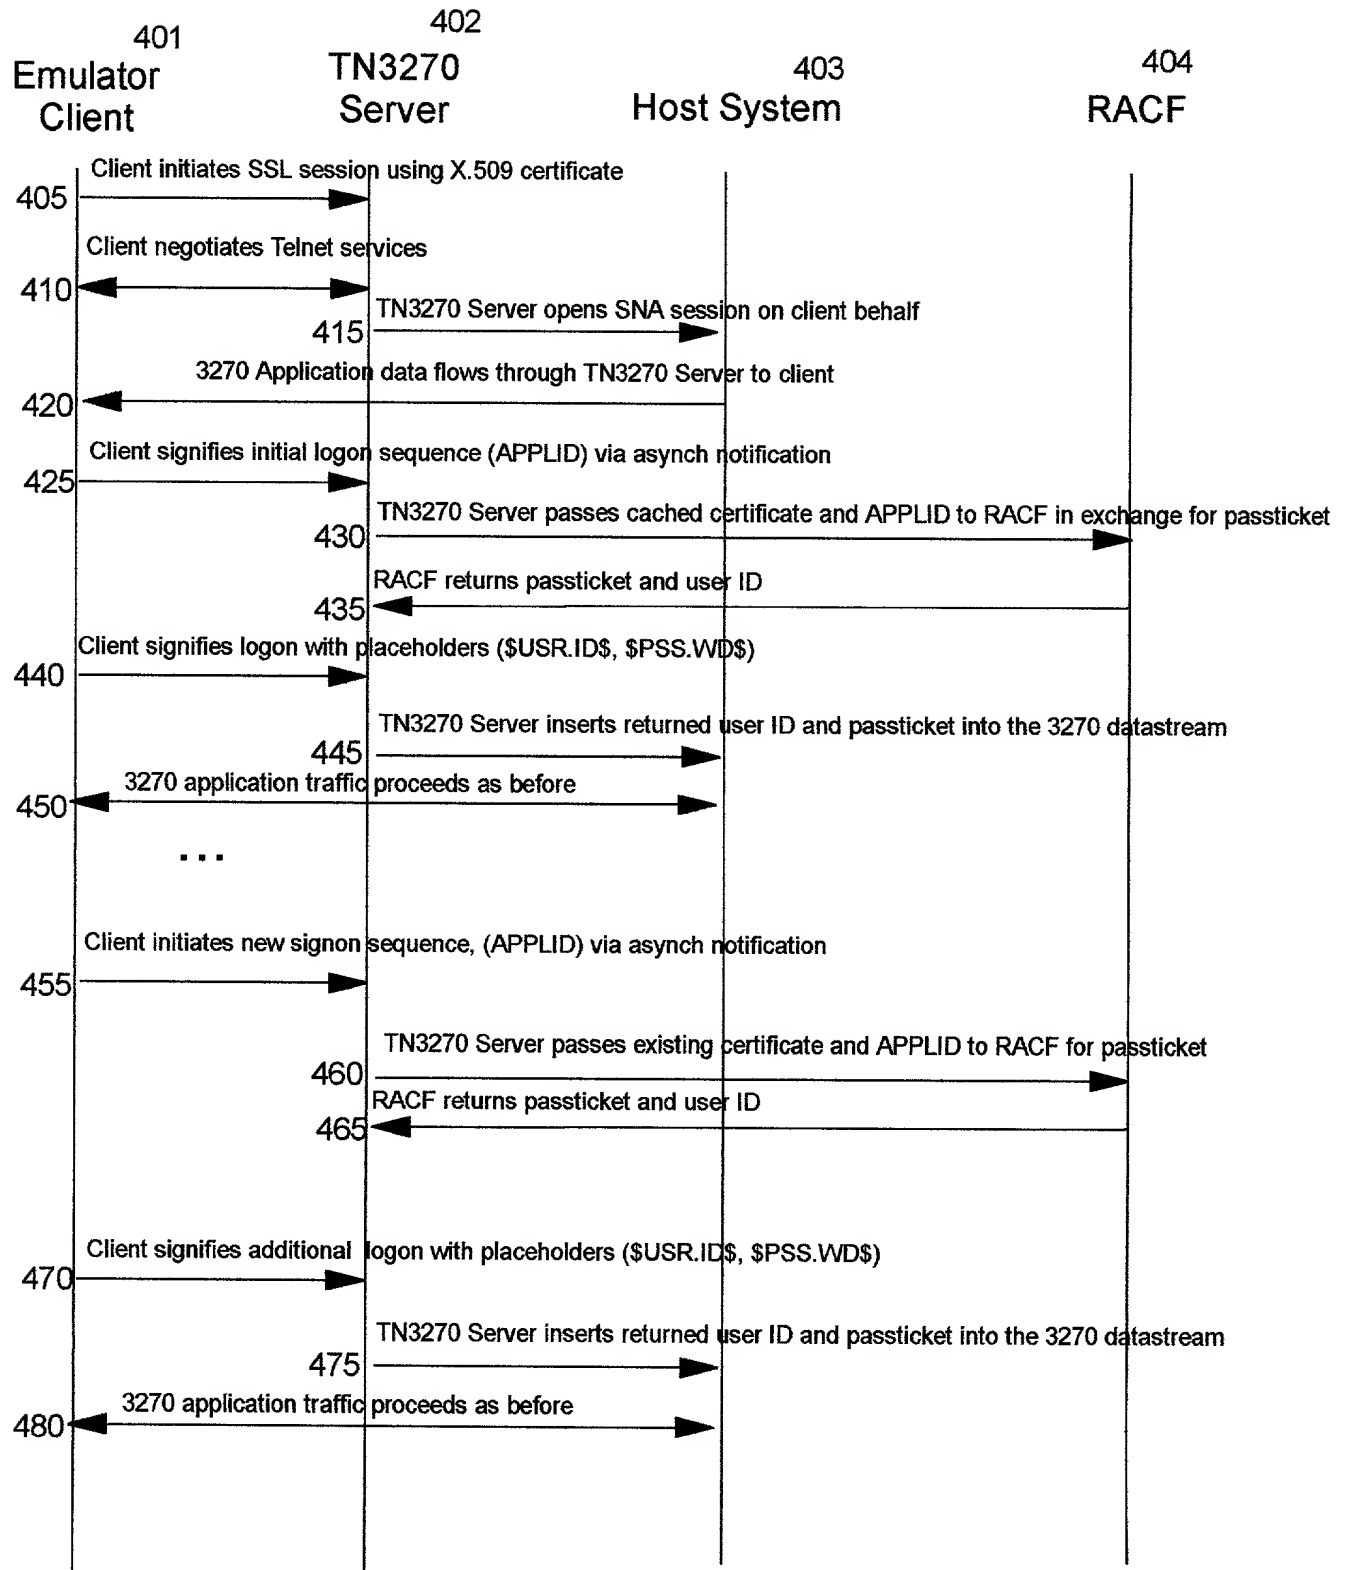 401
Emulator
Client
402
TN3270
Server
403
Host System
404
RACF
Client initiates SSL session using X.509 certificate
405
Client negotiates Telnet services
410
TN3270 Server opens SNA session on client behalf
415
3270 Application data flows through TN3270 Server to client
420
Client signifies initial logon sequence (APPLID) via asynch notification
425
TN3270 Server passes cached certificate and APPLID to RACF in exchange for passticket
430
RACF returns passticket and user ID
435
Client signifies logon with placeholders ($USR.ID$, $PSS.WD$)
440
TN3270 Server inserts returned user ID and passticket into the 3270 datastream
445
3270 application traffic proceeds as before
450
...
Client initiates new signon sequence, (APPLID) via asynch notification
455
TN3270 Server passes existing certificate and APPLID to RACF for passticket
460
RACF returns passticket and user ID
465
Client signifies additional logon with placeholders ($USR.ID$, $PSS.WD$)
470
TN3270 Server inserts returned user ID and passticket into the 3270 datastream
475
3270 application traffic proceeds as before
480